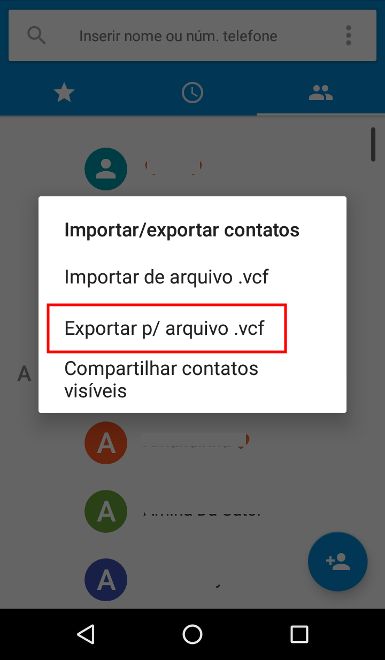 Inserir nome ou núm. telefone
Importar/exportar contatos
Importar de arquivo .vcf
Exportar p/ arquivo .vcf
A
Compartilhar contatos
visíveis
A
A
A